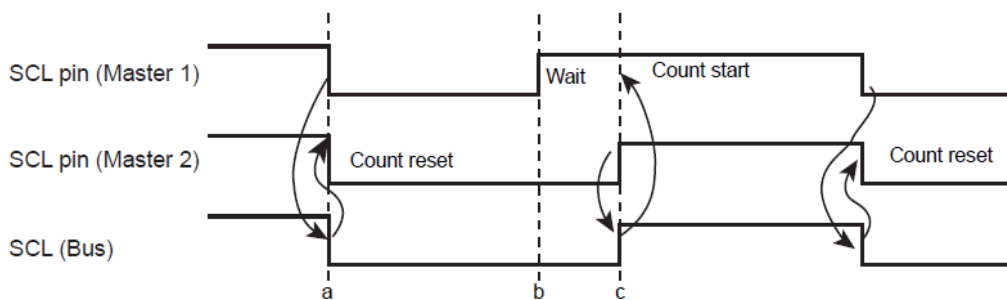 SCL pin (Master 1)
Wait
Count start
SCL pin (Master 2)
Count reset
Count reset
SCL (Bus)
a
b
c